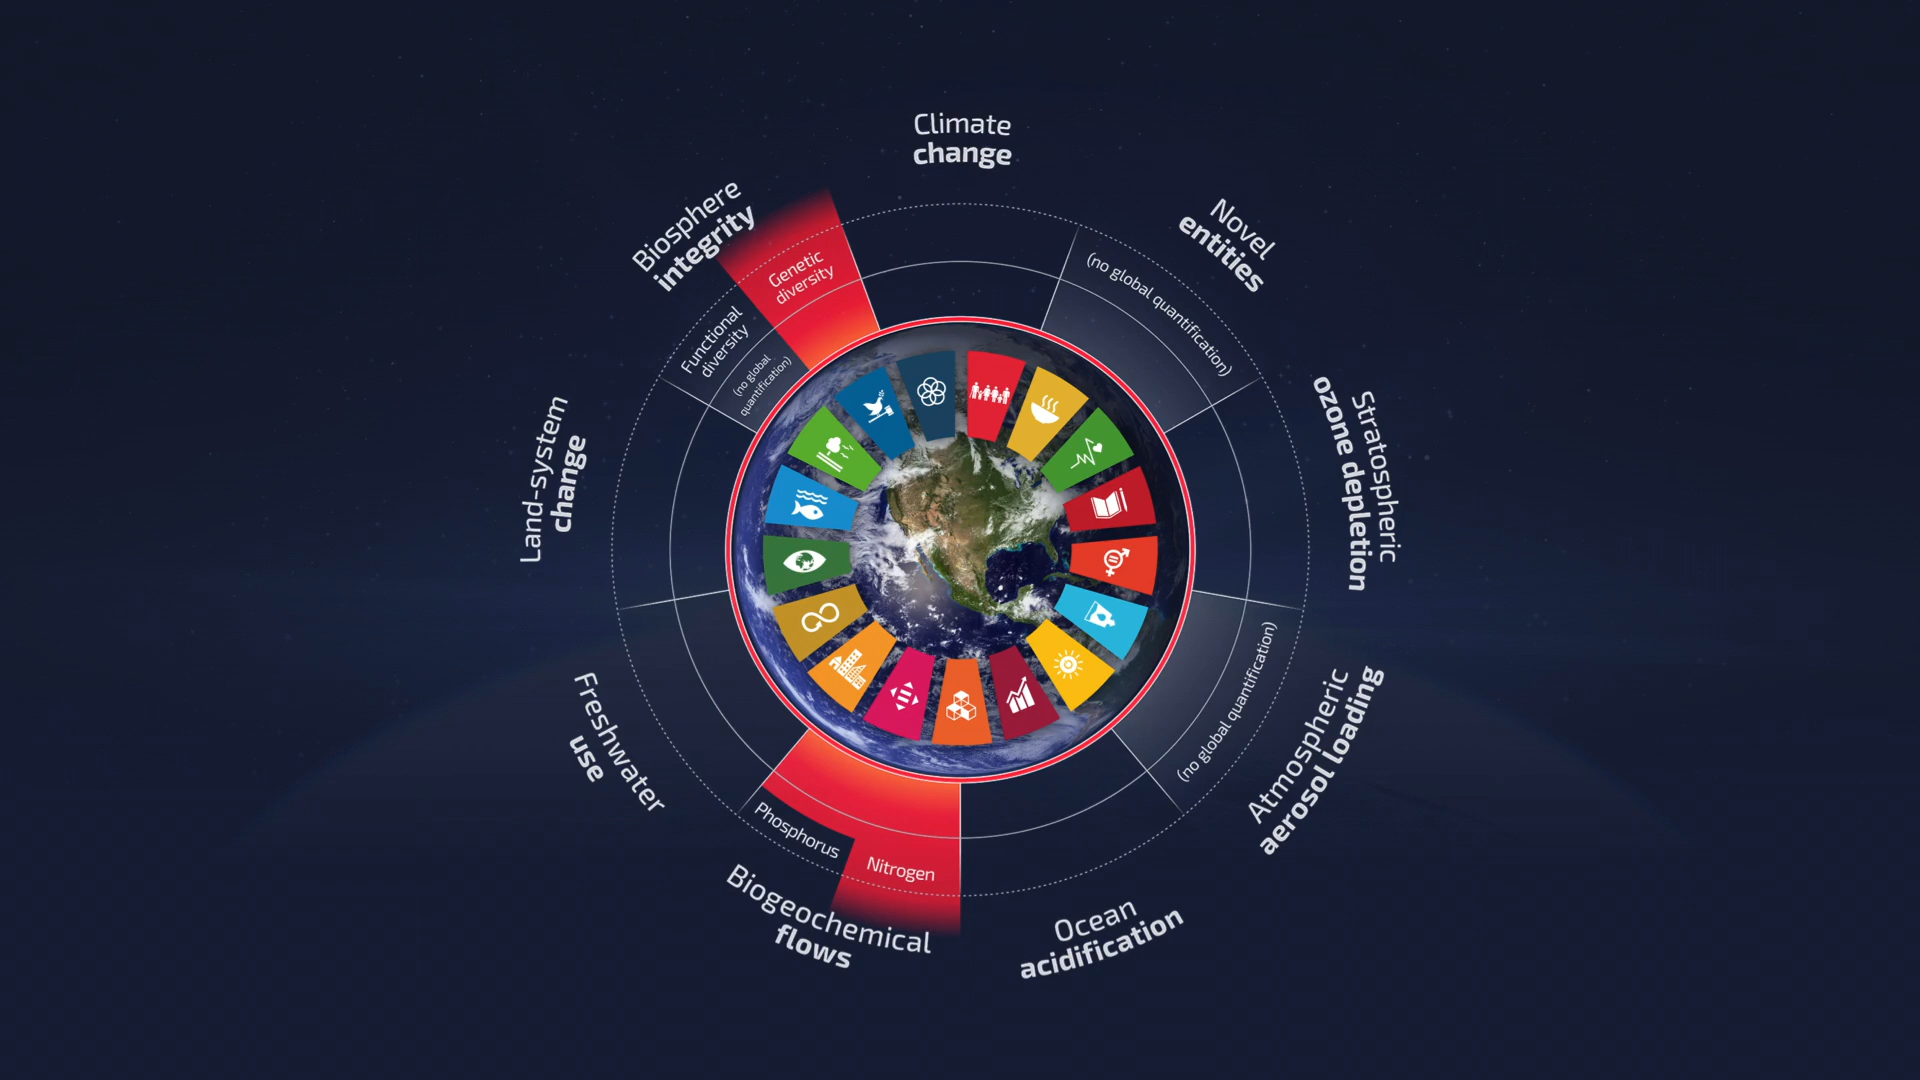 Climate
change
Novel
entities
(no global quantification)
Stratospheric
ozone depletion
Atmospheric
aerosol loading
(no global quantification)
Ocean
acidification
Biogeochemical
flows
Phosphorus
Nitrogen
Freshwater
use
Land-system
change
Biosphere
integrity
Genetic
diversity
Functional
diversity
(no global
quantification)